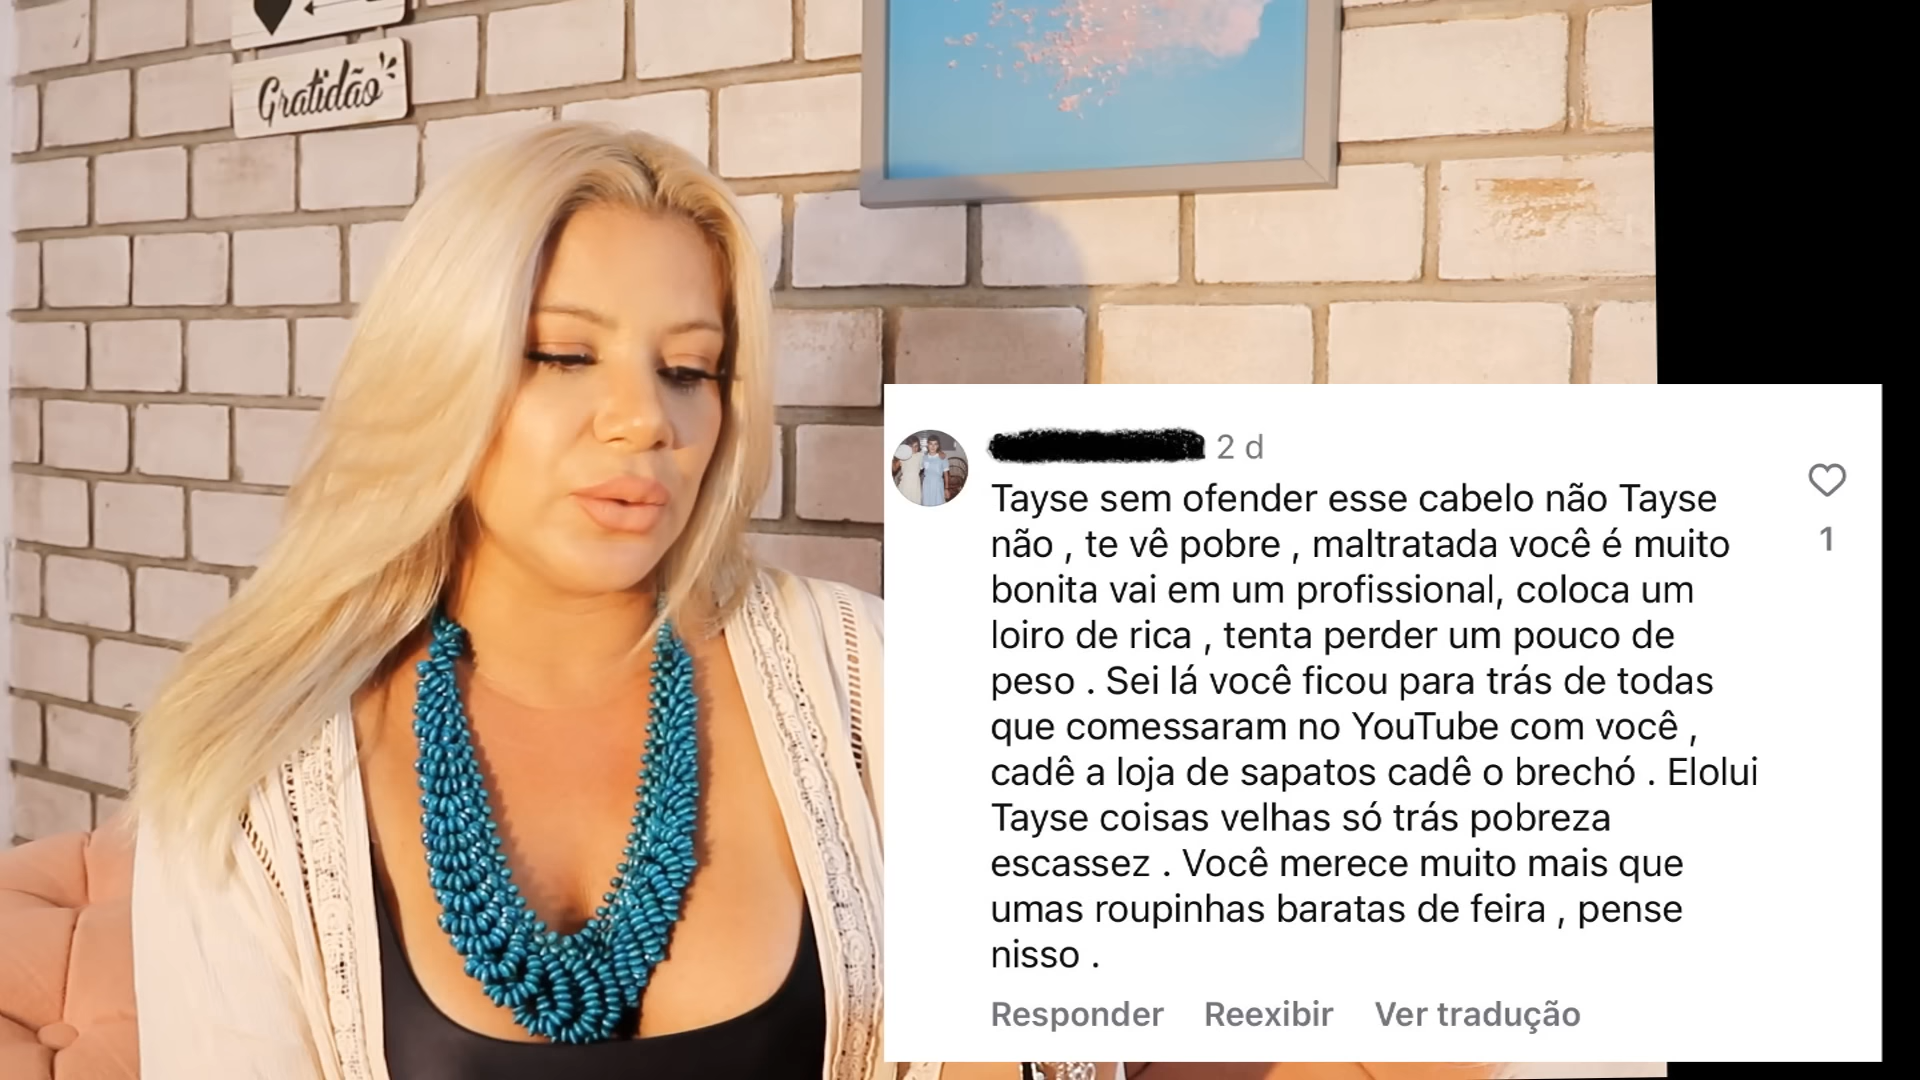 Gratidão
2 d
Tayse sem ofender esse cabelo não Tayse
não , te vê pobre , maltratada você é muito
bonita vai em um profissional, coloca um
loiro de rica , tenta perder um pouco de
peso . Sei lá você ficou para trás de todas
que comessaram no YouTube com você ,
cadê a loja de sapatos cadê o brechó . Elolui
Tayse coisas velhas só trás pobreza
escassez . Você merece muito mais que
umas roupinhas baratas de feira , pense
nisso .
1
Responder Reexibir Ver tradução